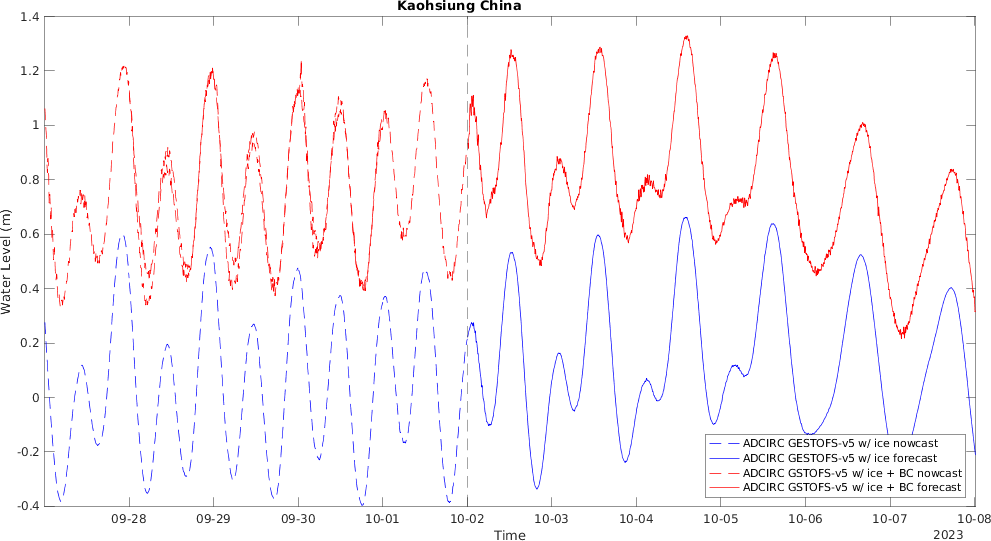 Kaohsiung China
1.4
1.2
1
0.8
0.6
0.4
0.2
0
-0.2
-0.4
Water Level (m)
ADCIRC GESTOFS-v5 w/ ice nowcast
ADCIRC GESTOFS-v5 w/ ice forecast
ADCIRC GSTOFS-v5 w/ ice + BC nowcast
ADCIRC GSTOFS-v5 w/ ice + BC forecast
09-28 09-29 09-30 10-01 10-02 10-03 10-04 10-05 10-06 10-07 10-08
Time 2023